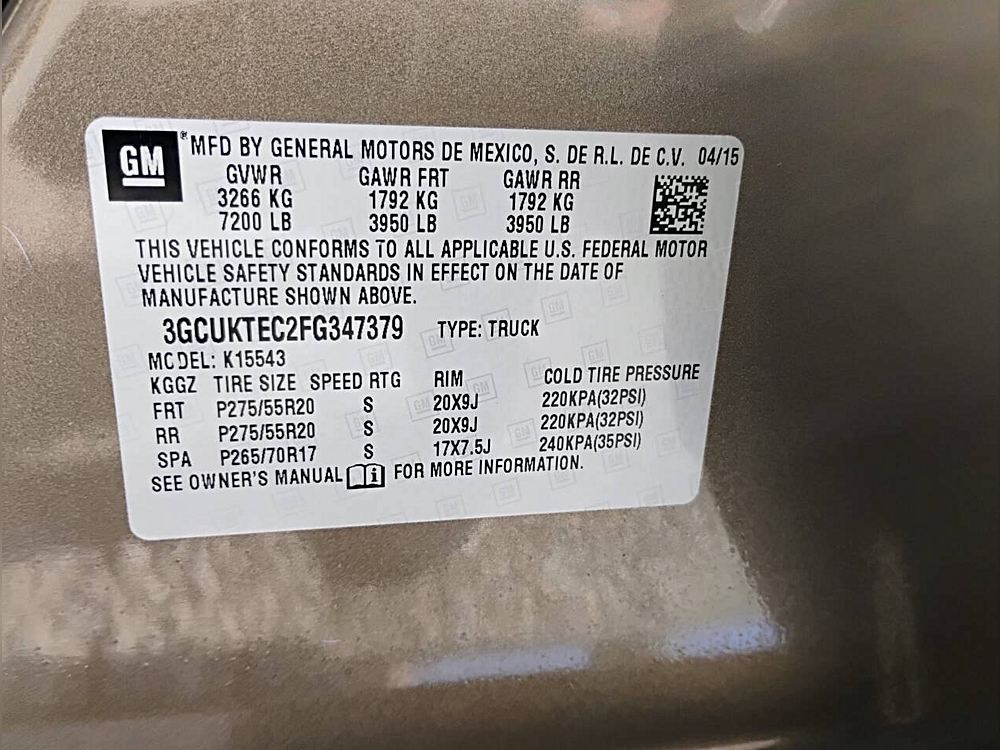 GM ® MFD BY GENERAL MOTORS DE MEXICO, S. DE R.L. DE C.V. 04/15
GVWR GAWR FRT GAWR RR
3266 KG 1792 KG 1792 KG
7200 LB 3950 LB 3950 LB
THIS VEHICLE CONFORMS TO ALL APPLICABLE U.S. FEDERAL MOTOR
VEHICLE SAFETY STANDARDS IN EFFECT ON THE DATE OF
MANUFACTURE SHOWN ABOVE.
3GCUKTEC2FG347379 TYPE: TRUCK
MODEL: K15543
KGGZ TIRE SIZE SPEED RTG RIM COLD TIRE PRESSURE
FRT P275/55R20 S 20X9J 220KPA(32PSI)
RR P275/55R20 S 20X9J 220KPA(32PSI)
SPA P265/70R17 S 17X7.5J 240KPA(35PSI)
SEE OWNER'S MANUAL i FOR MORE INFORMATION.